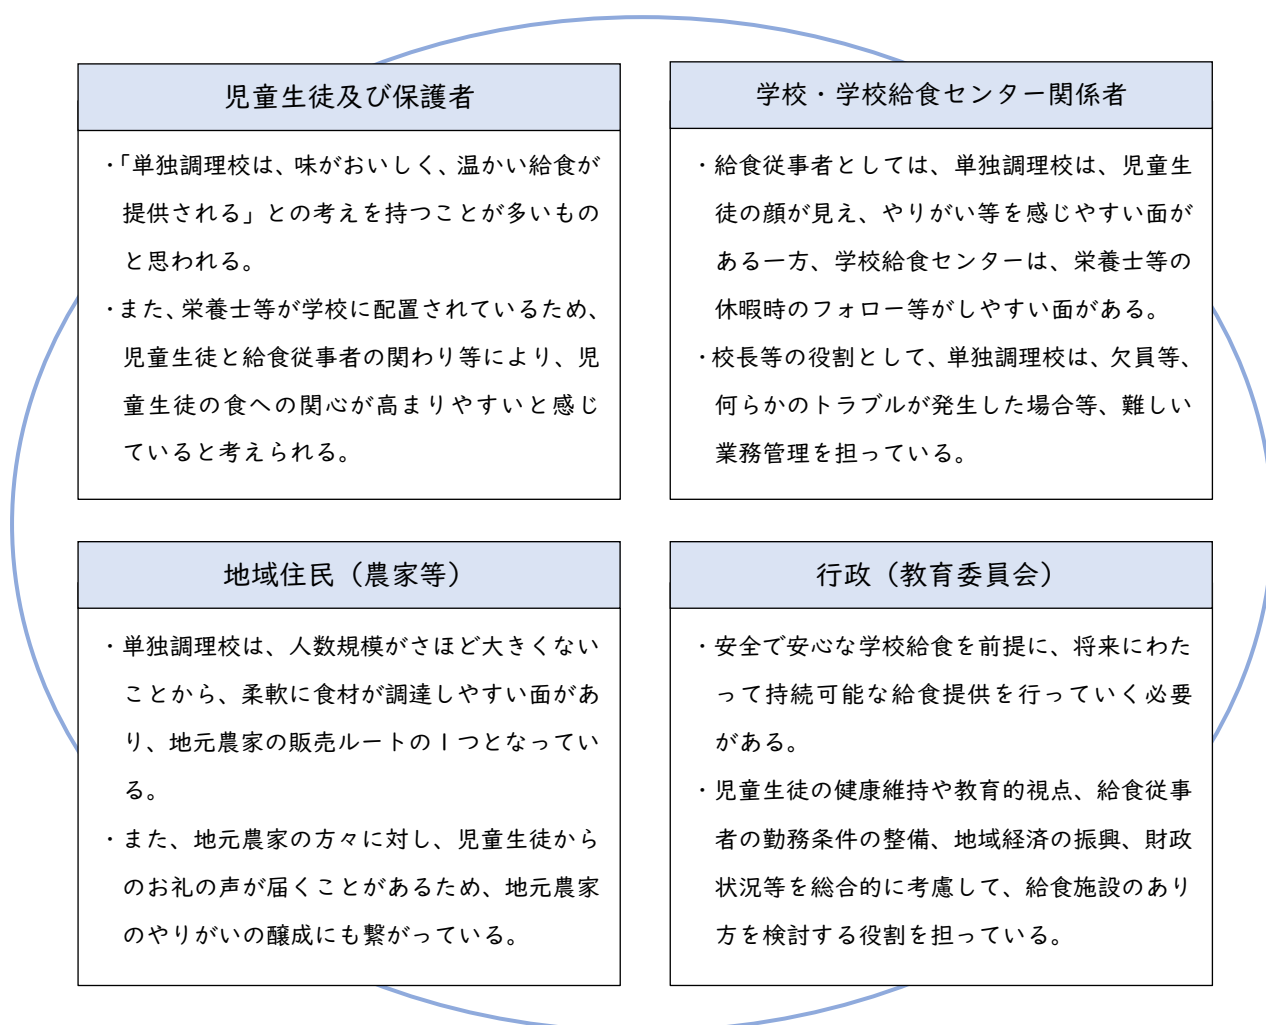 児童生徒及び保護者
・「単独調理校は、味がおいしく、温かい給食が
提供される」との考えを持つことが多いもの
と思われる。
・また、栄養士等が学校に配置されているため、
児童生徒と給食従事者の関わり等により、児
童生徒の食への関心が高まりやすいと感じ
ていると考えられる。
学校・学校給食センター関係者
・給食従事者としては、単独調理校は、児童生
徒の顔が見え、やりがい等を感じやすい面が
ある一方、学校給食センターは、栄養士等の
休暇時のフォロー等がしやすい面がある。
・校長等の役割として、単独調理校は、欠員等、
何らかのトラブルが発生した場合等、難しい
業務管理を担っている。
地域住民（農家等）
・単独調理校は、人数規模がさほど大きくない
ことから、柔軟に食材が調達しやすい面があ
り、地元農家の販売ルートの1つとなってい
る。
・また、地元農家の方々に対し、児童生徒から
のお礼の声が届くことがあるため、地元農家
のやりがいの醸成にも繋がっている。
行政（教育委員会）
・安全で安心な学校給食を前提に、将来にわた
って持続可能な給食提供を行っていく必要
がある。
・児童生徒の健康維持や教育的視点、給食従事
者の勤務条件の整備、地域経済の振興、財政
状況等を総合的に考慮して、給食施設のあり
方を検討する役割を担っている。